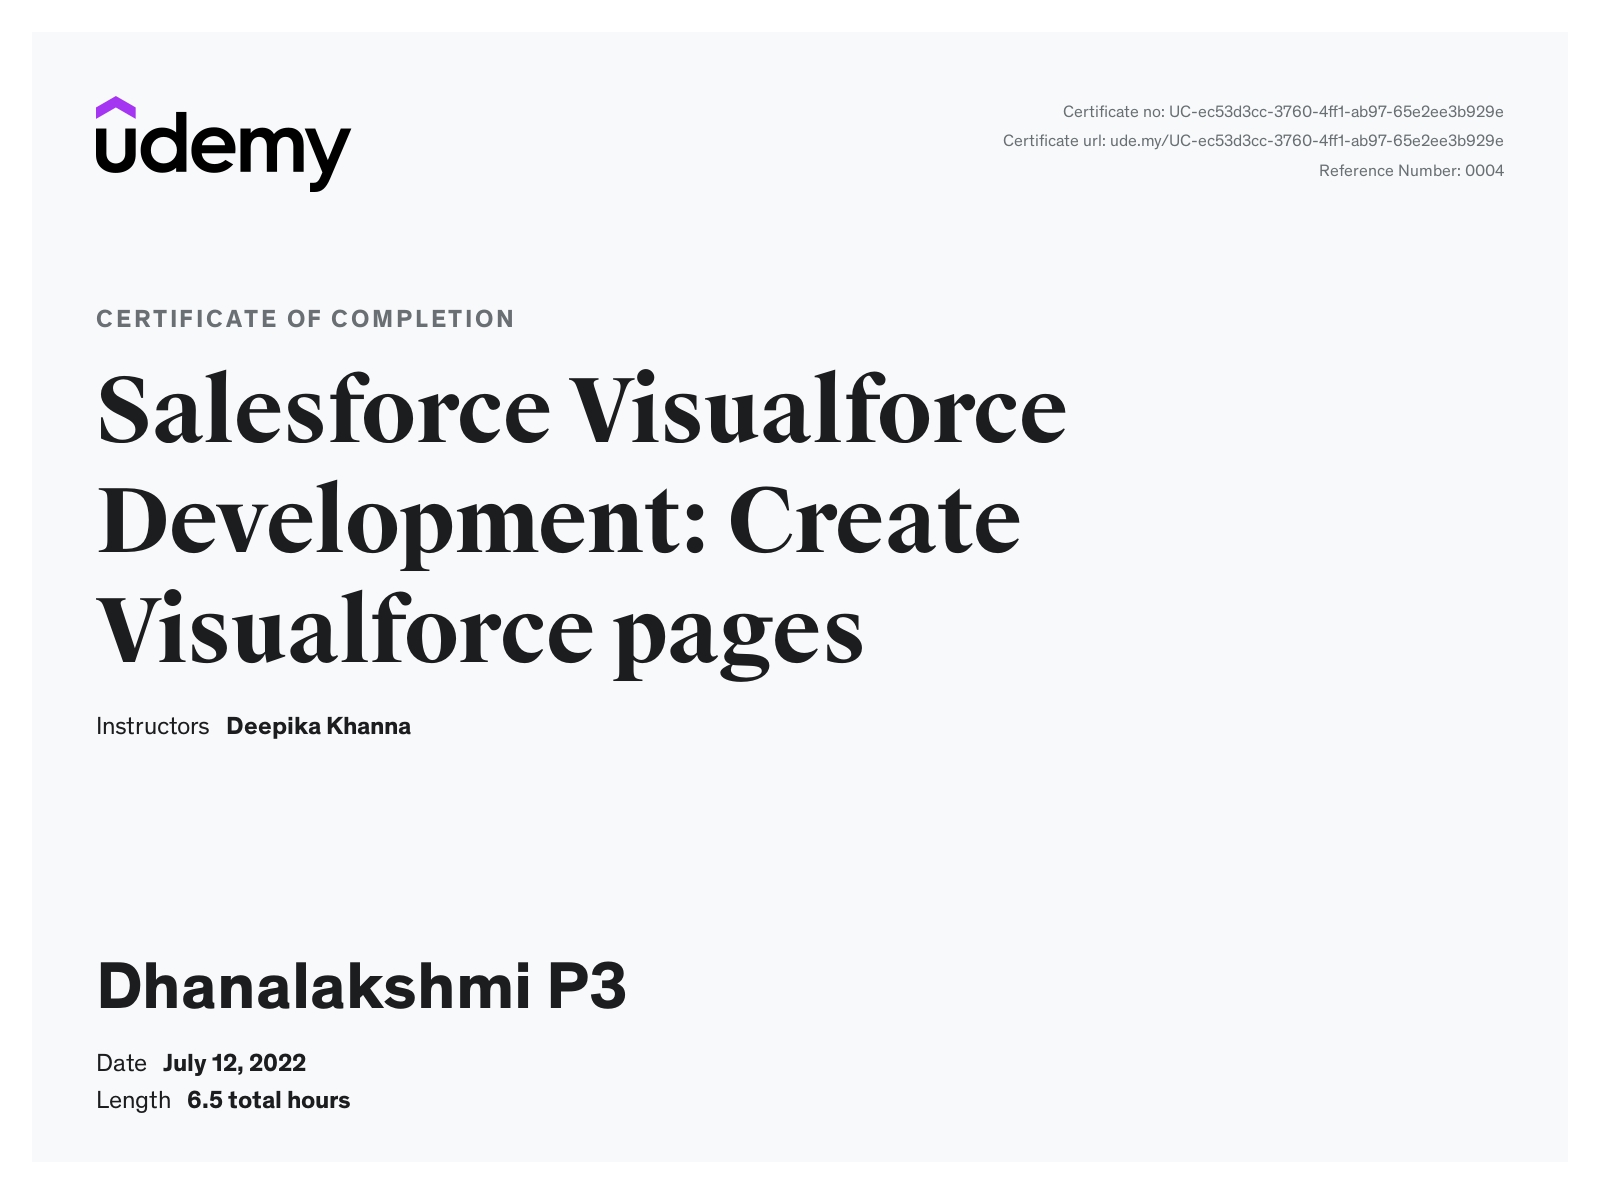 udemy
Certificate no: UC-ec53d3cc-3760-4ff1-ab97-65e2ee3b929e
Certificate url: ude.my/UC-ec53d3cc-3760-4ff1-ab97-65e2ee3b929e
Reference Number: 0004
CERTIFICATE OF COMPLETION
Salesforce Visualforce
Development: Create
Visualforce pages
Instructors Deepika Khanna
Dhanalakshmi P3
Date July 12, 2022
Length 6.5 total hours